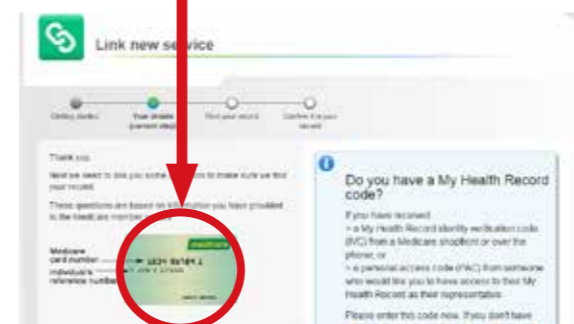 Link new service
Getting started
Your details
(current step)
Find your record
Confirm it is your
record
Thank you.
Next we need to ask you some to make sure we find
your record.
These questions are based on information you have provided
to the Medicare
Medicare
card number
Individual's
reference number
medicare
Do you have a My Health Record
code?
If you have received
> a My Health Record identity verification code
(IVC) from a Medicare shopfront or over the
phone; or
> a personal access code (PAC) from someone
who would like you to have access to their My
Health Record as their representative.
Please enter this code now. If you don't have